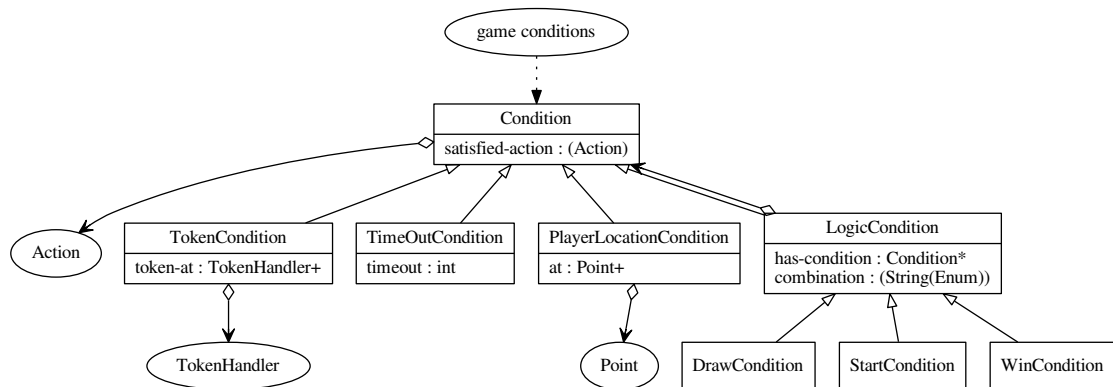 game conditions
Condition
satisfied-action : (Action)
Action
TokenCondition
token-at : TokenHandler+
TimeOutCondition
timeout : int
PlayerLocationCondition
at : Point+
LogicCondition
has-condition : Condition*
combination : (String(Enum))
TokenHandler
Point
DrawCondition
StartCondition
WinCondition